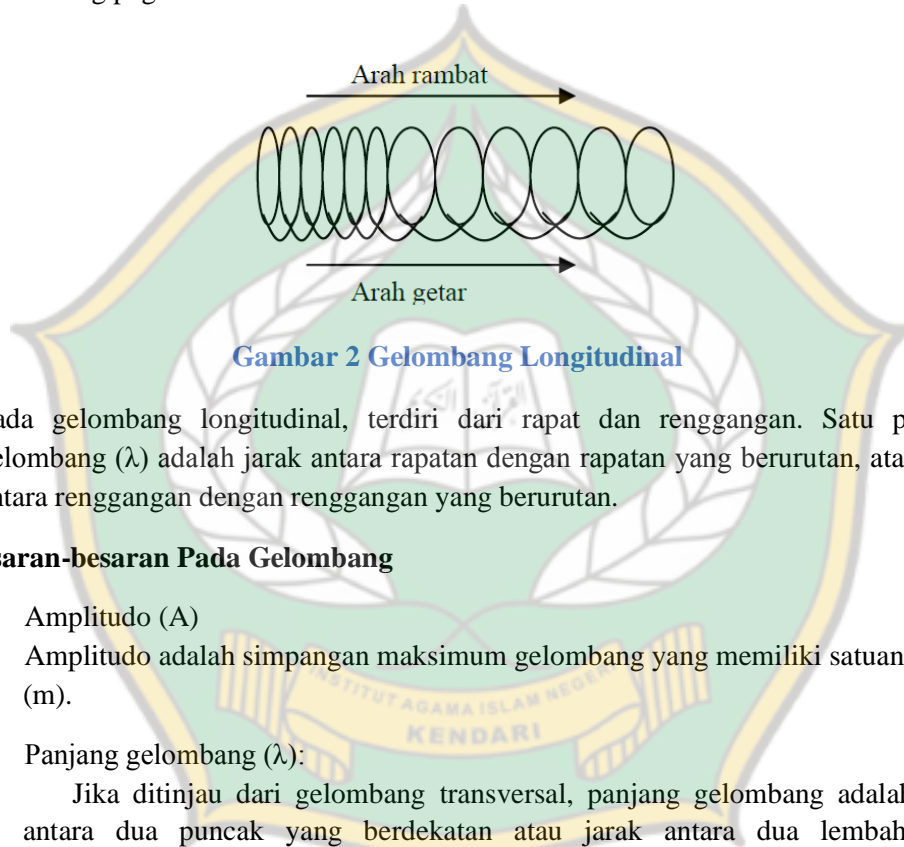 Arah rambat
Arah getar
Gambar 2 Gelombang Longitudinal
ada gelombang longitudinal, terdiri dari rapat dan renggangan. Satu p
elombang (λ) adalah jarak antara rapatan dengan rapatan yang berurutan, ata
ntara renggangan dengan renggangan yang berurutan.
saran-besaran Pada Gelombang
Amplitudo (A)
Amplitudo adalah simpangan maksimum gelombang yang memiliki satuan
(m).
INSTITUT AGAMA ISLAM NEGERI
KENDARI
Panjang gelombang (λ):
Jika ditinjau dari gelombang transversal, panjang gelombang adalal
antara dua puncak yang berdekatan atau jarak antara dua lembah